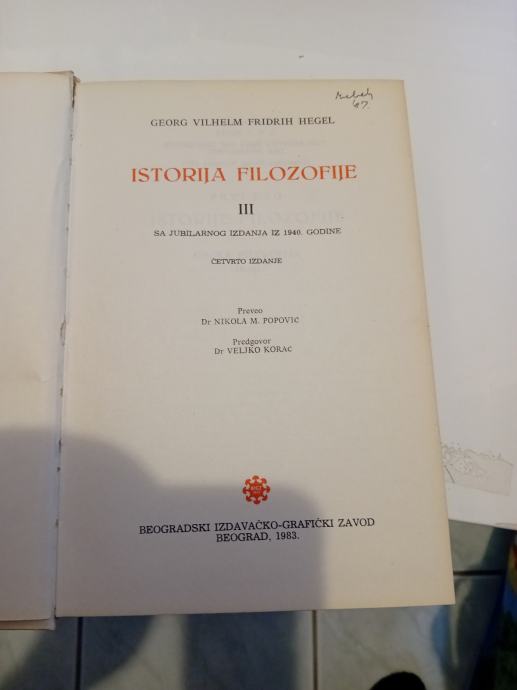 GEORG VILHELM FRIDRIH HEGEL
ISTORIJA FILOZOFIJE
III
SA JUBILARNOG IZDANJA IZ 1940. GODINE
ČETVRTO IZDANJE
Preveo
Dr NIKOLA M. POPOVIĆ
Predgovor
Dr VELJKO KORAĆ
BEOGRADSKI IZDAVAČKO-GRAFIČKI ZAVOD
BEOGRAD, 1983.